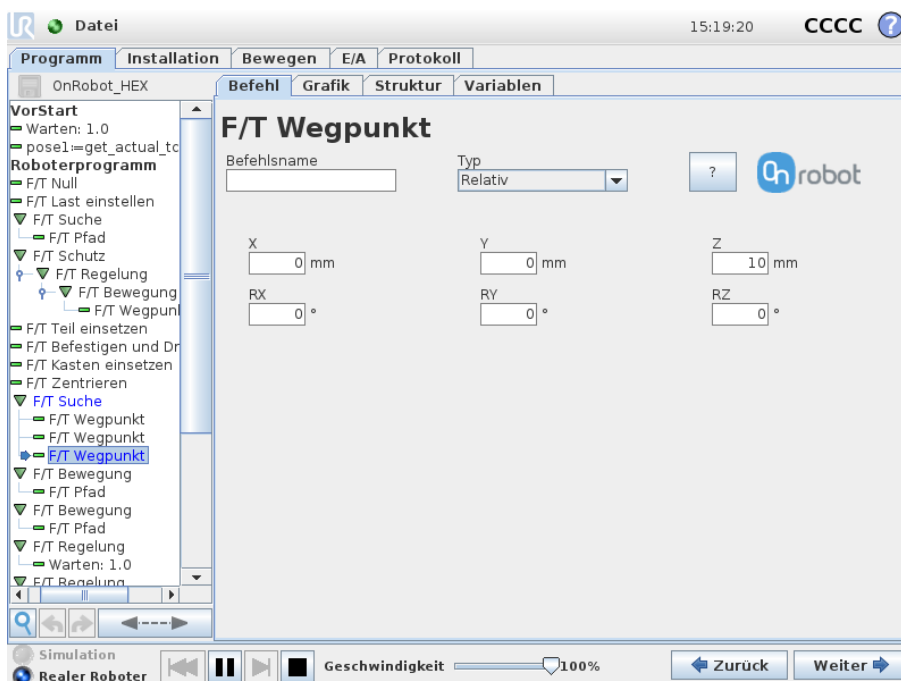 UR Datei 15:19:20 CCCC ?
Programm Installation Bewegen E/A Protokoll
OnRobot_HEX Befehl Grafik Struktur Variablen
VorStart
Warten: 1.0
pose1:=get_actual_tc
Roboterprogramm
F/T Null
F/T Last einstellen
F/T Suche
F/T Pfad
F/T Schutz
F/T Regelung
F/T Bewegung
F/T Wegpunl
F/T Teil einsetzen
F/T Befestigen und Dr
F/T Kasten einsetzen
F/T Zentrieren
F/T Suche
F/T Wegpunkt
F/T Wegpunkt
F/T Wegpunkt
F/T Bewegung
F/T Pfad
F/T Bewegung
F/T Pfad
F/T Regelung
Warten: 1.0
F/T Regelung
F/T Wegpunkt
Befehlsname Typ
Relativ ? On robot
X Y Z
0 mm 0 mm 10 mm
RX RY RZ
0 ° 0 ° 0 °
Simulation
Realer Roboter
Geschwindigkeit 100% Zurück Weiter